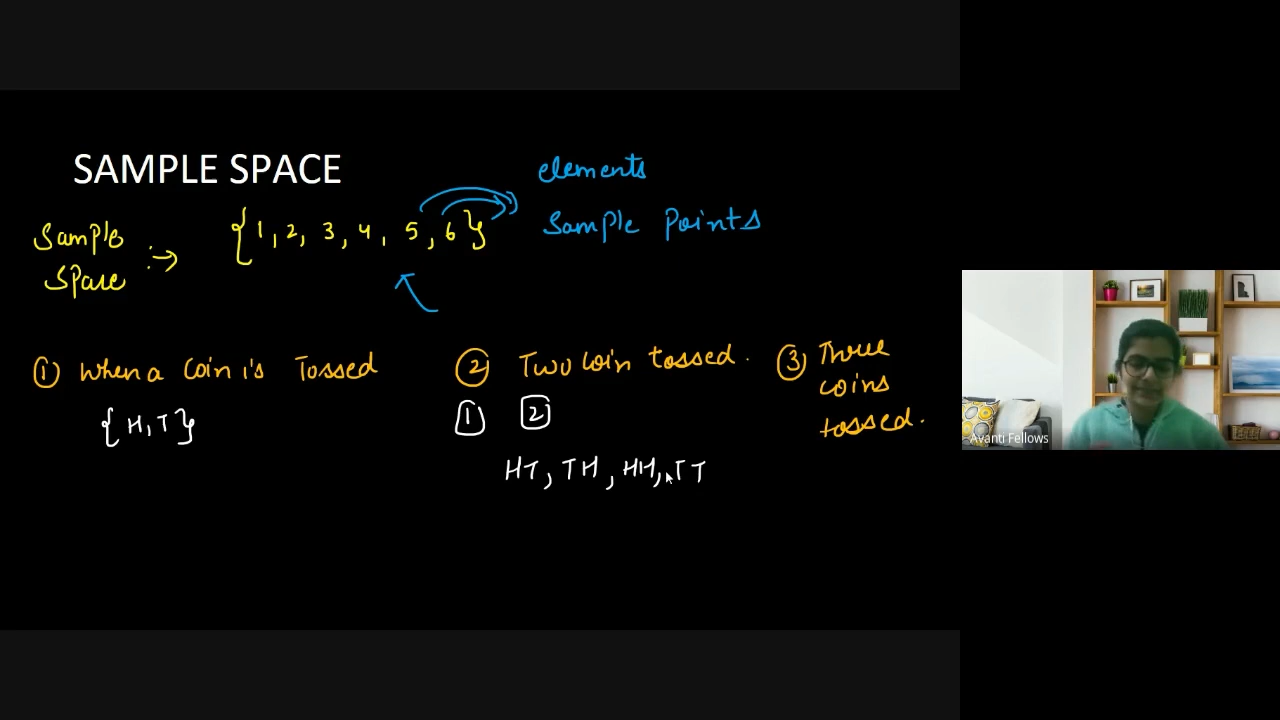 SAMPLE SPACE
elements
Sample Points
Sample Space :→ {1, 2, 3, 4, 5, 6}
① When a Coin is Tossed
{H, T}
② Two Coin tossed.
1 2
HT, TH, HH, TT
③ Three
coins
tossed.
Avanti Fellows